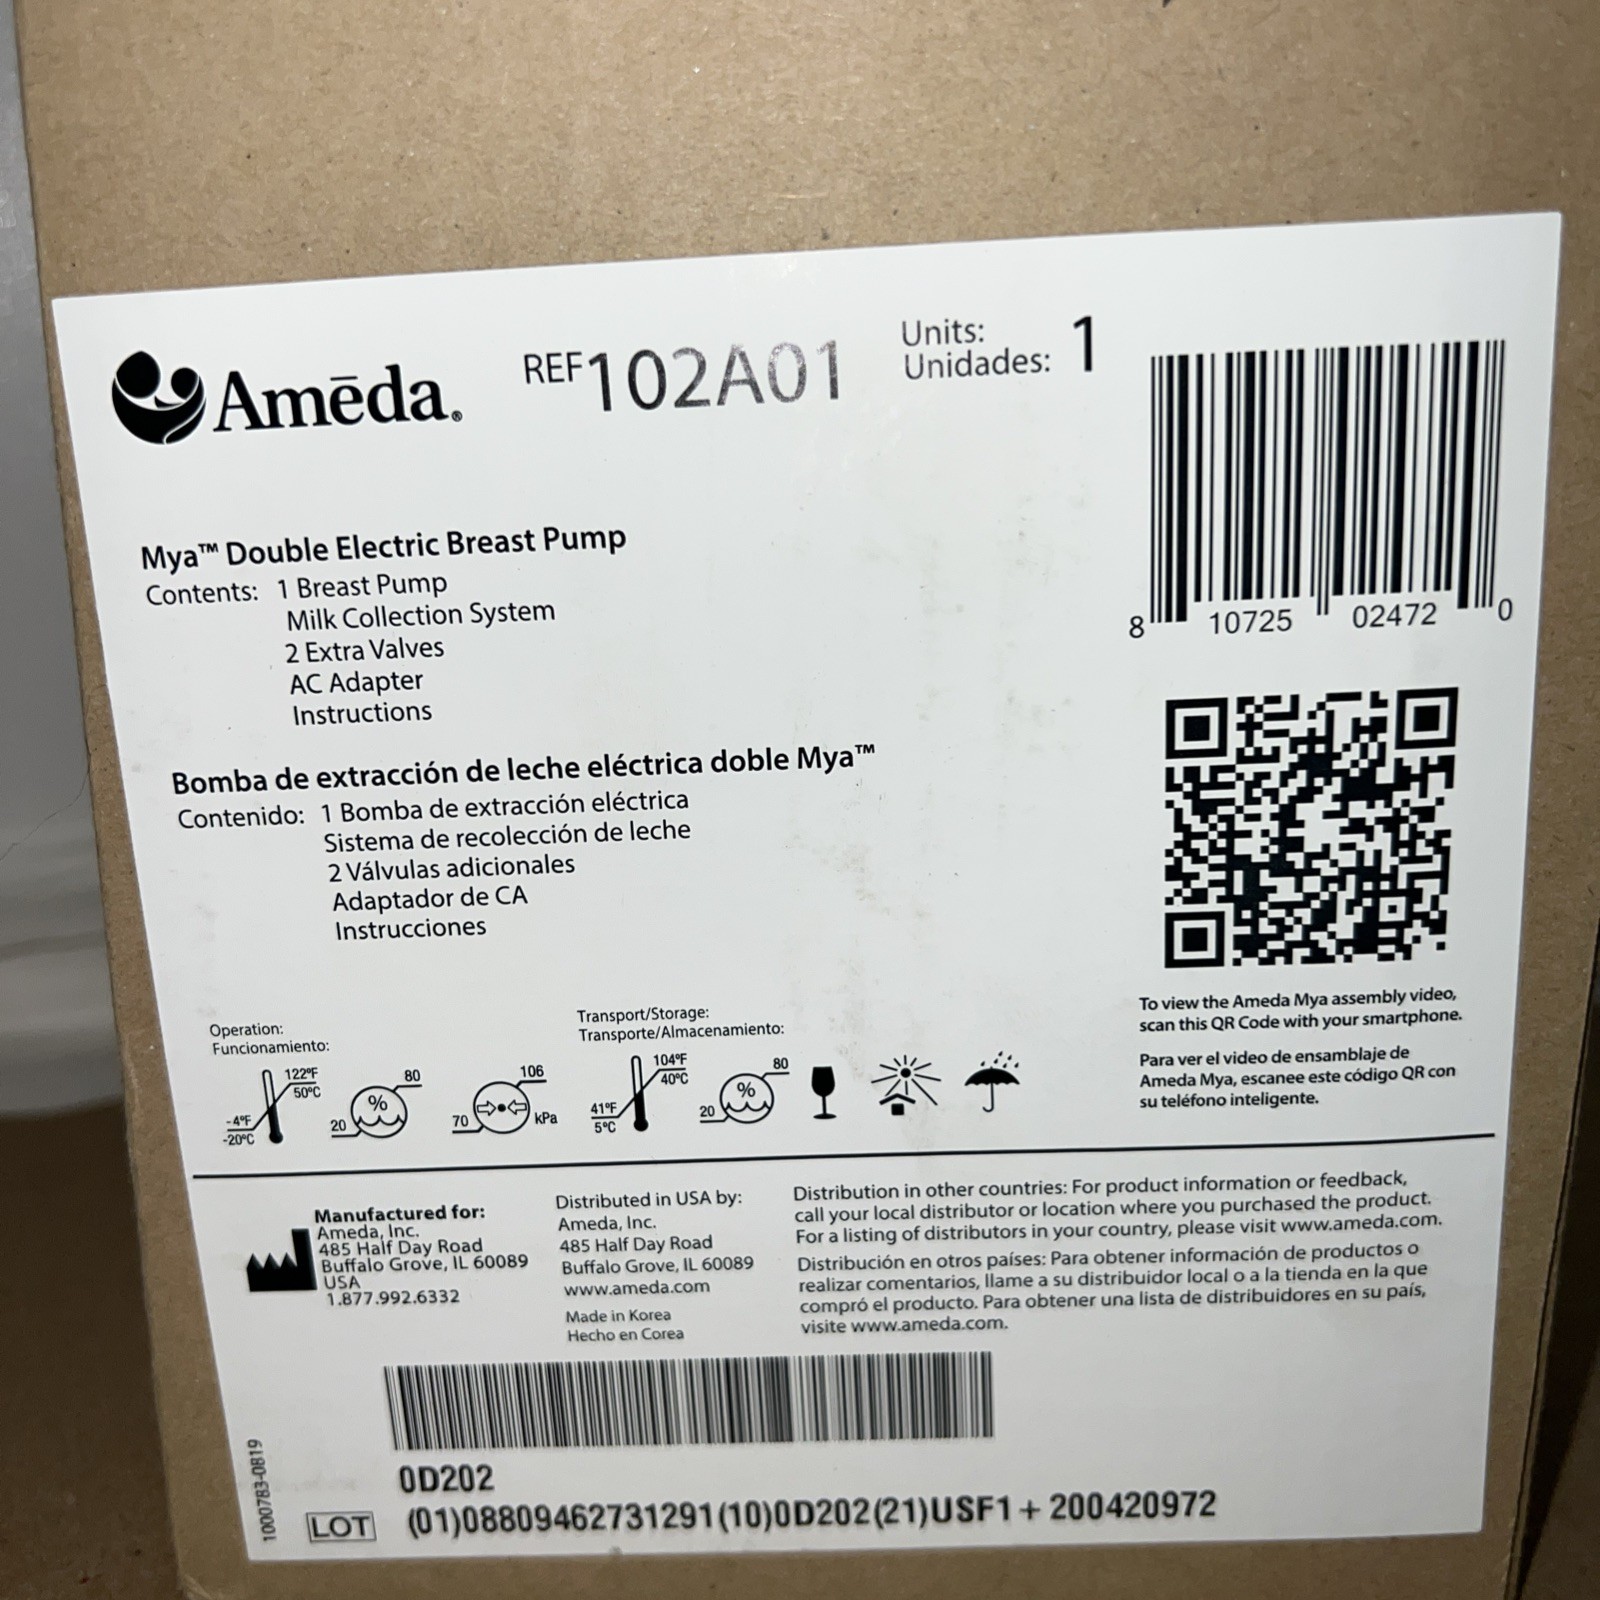 Amēda®
REF 102A01
Units: 1
Unidades:
8 10725 02472 0
Mya™ Double Electric Breast Pump
Contents: 1 Breast Pump
Milk Collection System
2 Extra Valves
AC Adapter
Instructions
Bomba de extracción de leche eléctrica doble Mya™
Contenido: 1 Bomba de extracción eléctrica
Sistema de recolección de leche
2 Válvulas adicionales
Adaptador de CA
Instrucciones
To view the Ameda Mya assembly video,
scan this QR Code with your smartphone.
Para ver el video de ensamblaje de
Ameda Mya, escanee este código QR con
su teléfono inteligente.
Operation:
Funcionamiento:
122°F
50°C
-4°F
-20°C
80
%
20
106
70
kPa
Transport/Storage:
Transporte/Almacenamiento:
104°F
40°C
41°F
5°C
80
%
20
Manufactured for:
Ameda, Inc.
485 Half Day Road
Buffalo Grove, IL 60089
USA
1.877.992.6332
Distributed in USA by:
Ameda, Inc.
485 Half Day Road
Buffalo Grove, IL 60089
www.ameda.com
Made in Korea
Hecho en Corea
Distribution in other countries: For product information or feedback,
call your local distributor or location where you purchased the product.
For a listing of distributors in your country, please visit www.ameda.com.
Distribución en otros países: Para obtener información de productos o
realizar comentarios, llame a su distribuidor local o a la tienda en la que
compró el producto. Para obtener una lista de distribuidores en su país,
visite www.ameda.com.
1000783-0819
0D202
LOT (01)08809462731291(10)0D202(21)USF1+200420972